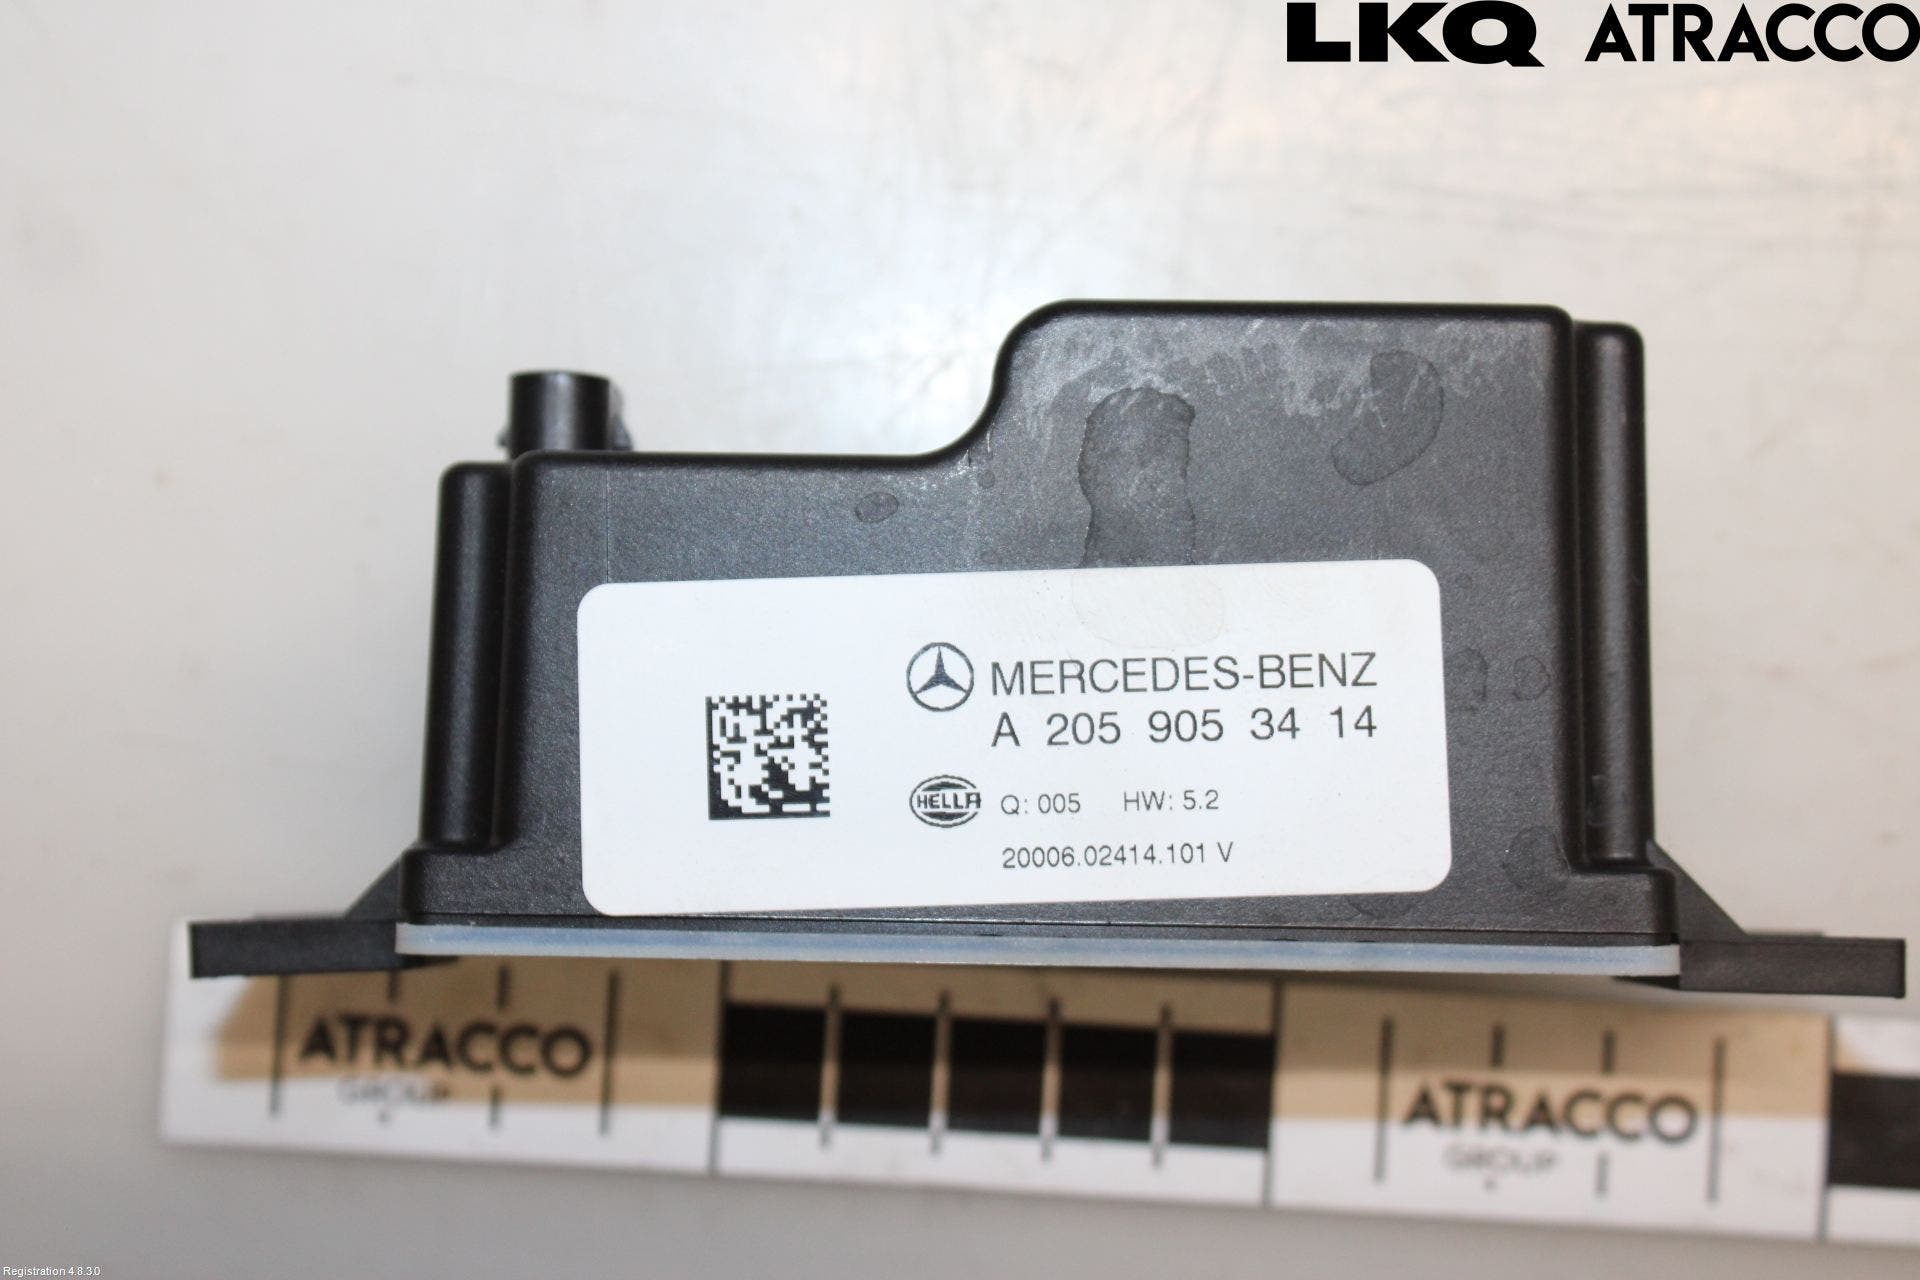 LKQ ATRACCO
MERCEDES-BENZ
A 205 905 34 14
HELLA Q: 005 HW: 5.2
20006.02414.101 V
ATRACCO
GROUP
ATRACCO
GROUP
Registration 4.8.3.0